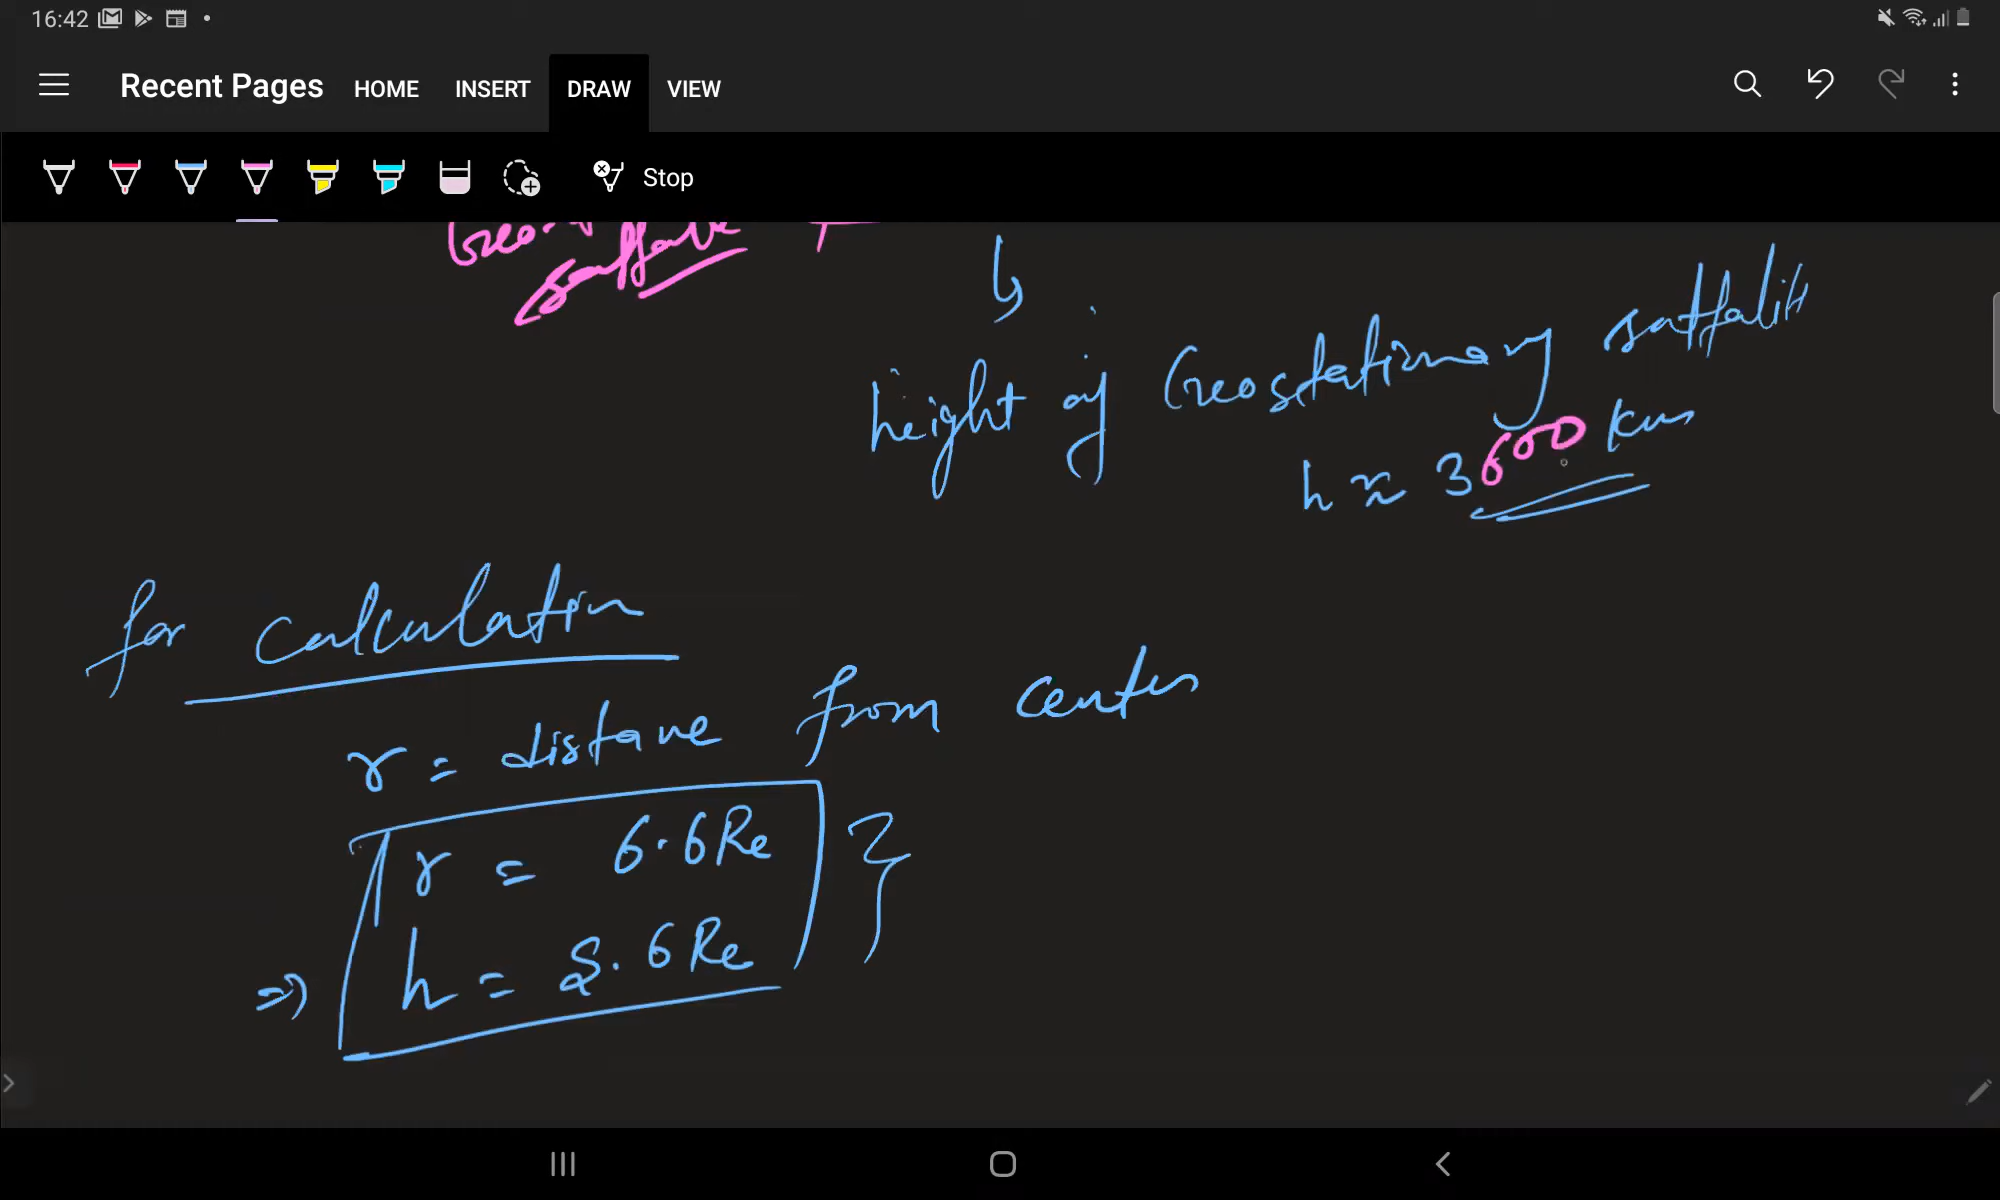 16:42
Recent Pages HOME INSERT DRAW VIEW
Stop
height of Geostationary sattalite
h ≈ 3600 km
for calculation
r = distance from center
r = 6.6Re
⇒ h = 5.6Re